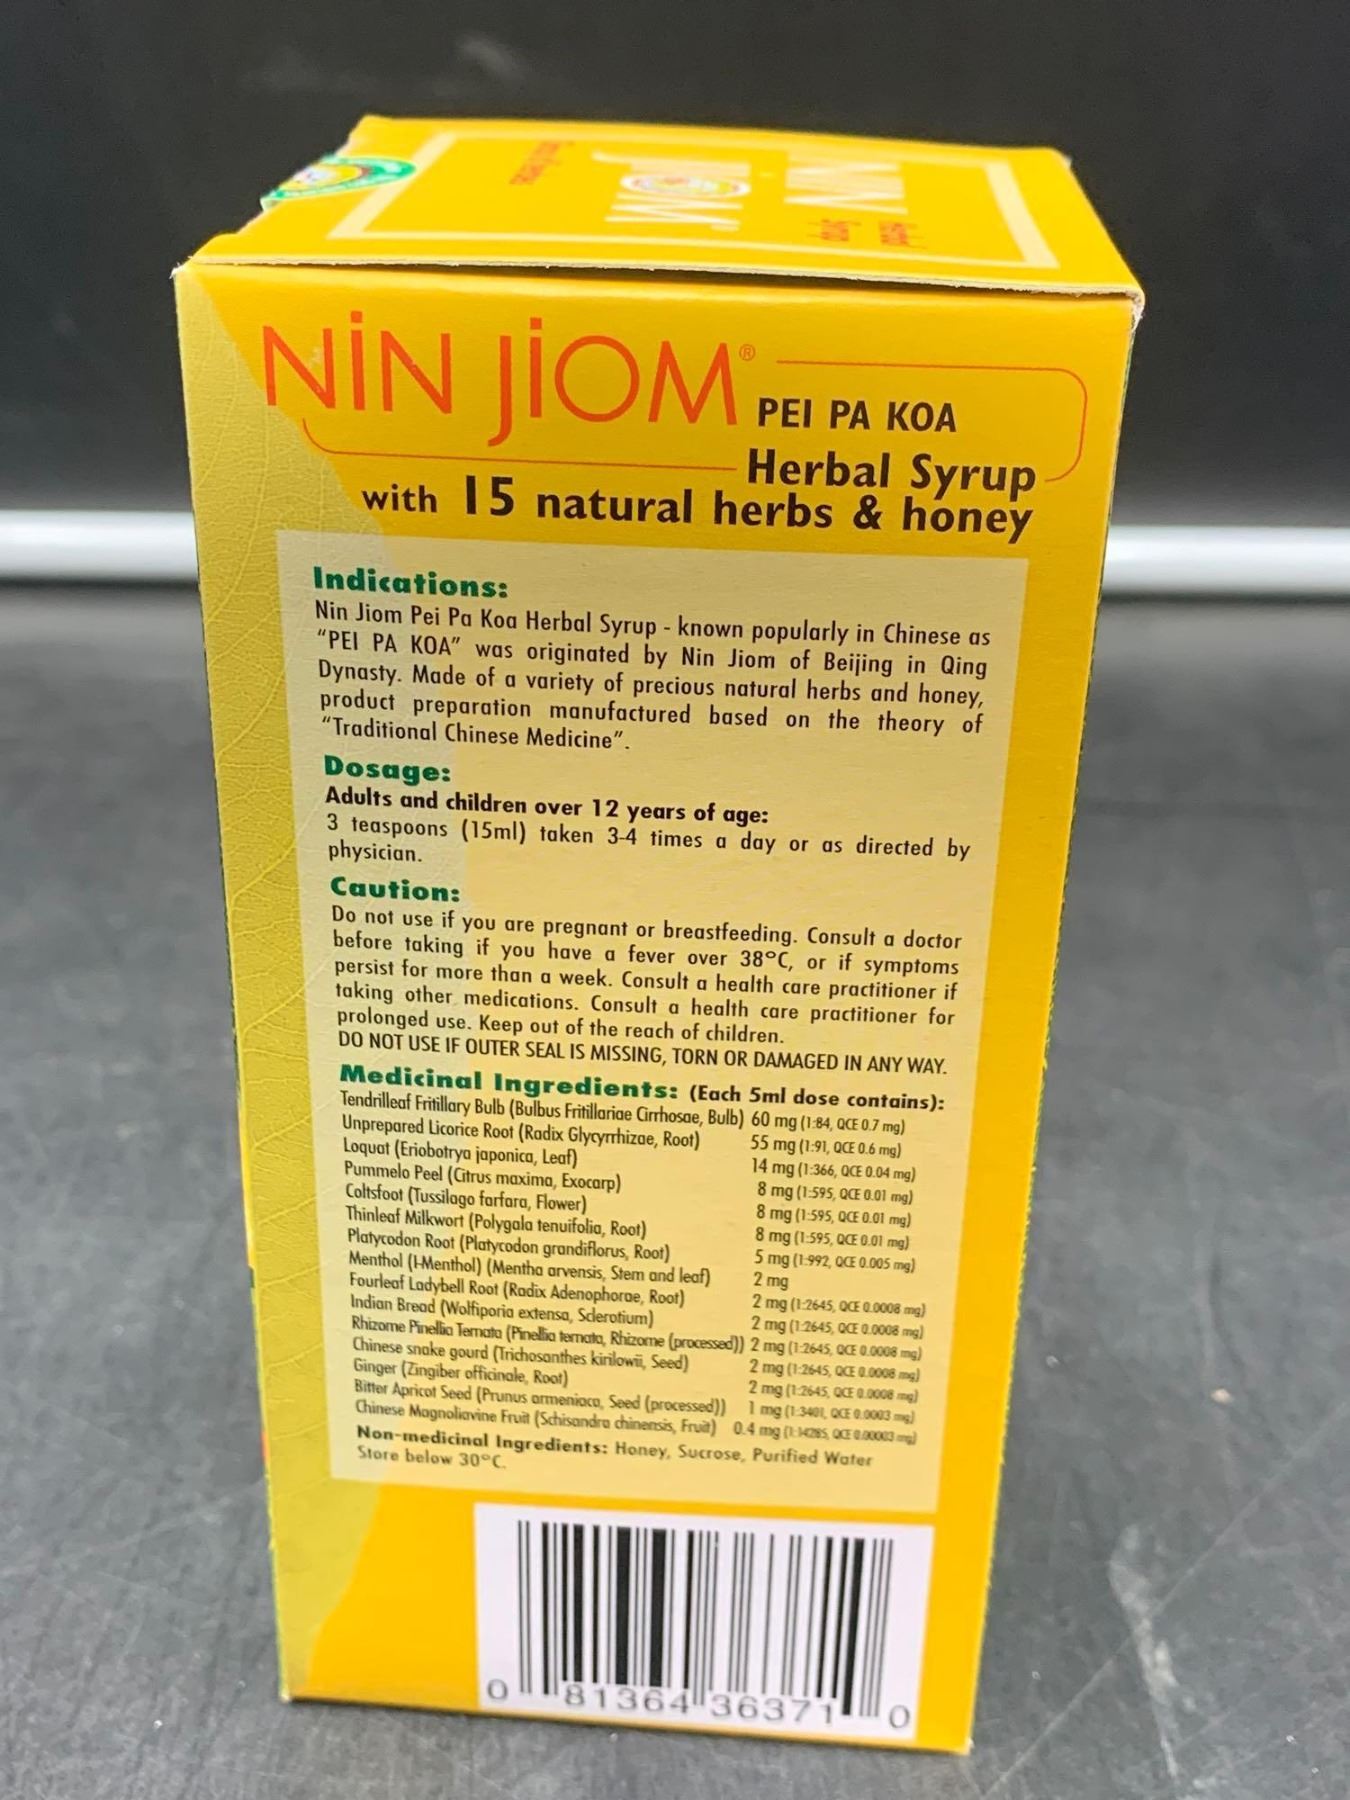 NIN
JIOM
Herbal
Syrup
NIN JIOM®
PEI PA KOA
Herbal Syrup
with 15 natural herbs & honey
Indications:
Nin Jiom Pei Pa Koa Herbal Syrup - known popularly in Chinese as
“PEI PA KOA” was originated by Nin Jiom of Beijing in Qing
Dynasty. Made of a variety of precious natural herbs and honey,
product preparation manufactured based on the theory of
“Traditional Chinese Medicine”.
Dosage:
Adults and children over 12 years of age:
3 teaspoons (15ml) taken 3-4 times a day or as directed by
physician.
Caution:
Do not use if you are pregnant or breastfeeding. Consult a doctor
before taking if you have a fever over 38°C, or if symptoms
persist for more than a week. Consult a health care practitioner if
taking other medications. Consult a health care practitioner for
prolonged use. Keep out of the reach of children.
DO NOT USE IF OUTER SEAL IS MISSING, TORN OR DAMAGED IN ANY WAY.
Medicinal Ingredients: (Each 5ml dose contains):
Tendrilleaf Fritillary Bulb (Bulbus Fritillariae Cirrhosae, Bulb) 60 mg (1:84, QCE 0.7 mg)
Unprepared Licorice Root (Radix Glycyrrhizae, Root) 55 mg (1:91, QCE 0.6 mg)
Loquat (Eriobotrya japonica, Leaf) 14 mg (1:366, QCE 0.04 mg)
Pummelo Peel (Citrus maxima, Exocarp) 8 mg (1:595, QCE 0.01 mg)
Coltsfoot (Tussilago farfara, Flower) 8 mg (1:595, QCE 0.01 mg)
Thinleaf Milkwort (Polygala tenuifolia, Root) 8 mg (1:595, QCE 0.01 mg)
Platycodon Root (Platycodon grandiflorus, Root) 5 mg (1:992, QCE 0.005 mg)
Menthol (l-Menthol) (Mentha arvensis, Stem and leaf) 2 mg
Fourleaf Ladybell Root (Radix Adenophorae, Root) 2 mg (1:2645, QCE 0.0008 mg)
Indian Bread (Wolfiporia extensa, Sclerotium) 2 mg (1:2645, QCE 0.0008 mg)
Rhizome Pinellia Ternata (Pinellia ternata, Rhizome (processed)) 2 mg (1:2645, QCE 0.0008 mg)
Chinese snake gourd (Trichosanthes kirilowii, Seed) 2 mg (1:2645, QCE 0.0008 mg)
Ginger (Zingiber officinale, Root) 2 mg (1:2645, QCE 0.0008 mg)
Bitter Apricot Seed (Prunus armeniaca, Seed (processed)) 1 mg (1:3401, QCE 0.0003 mg)
Chinese Magnoliavine Fruit (Schisandra chinensis, Fruit) 0.4 mg (1:14285, QCE 0.00003 mg)
Non-medicinal Ingredients: Honey, Sucrose, Purified Water
Store below 30°C.
0 81364 36371 0